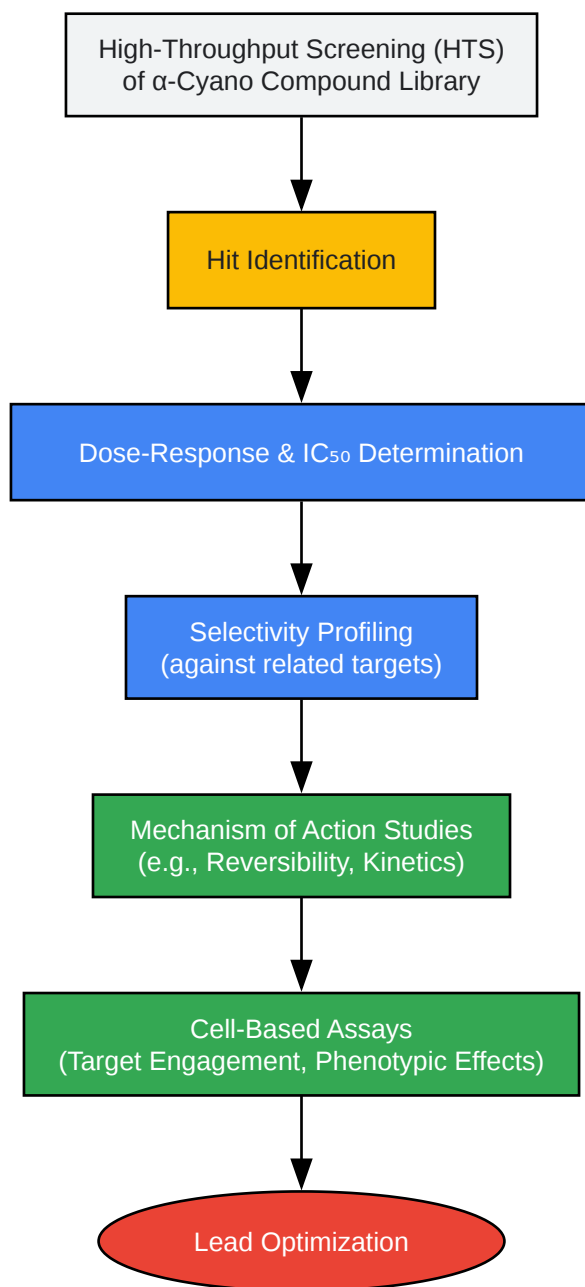 High-Throughput Screening (HTS)
of α-Cyano Compound Library
Hit Identification
Dose-Response & IC₅₀ Determination
Selectivity Profiling
(against related targets)
Mechanism of Action Studies
(e.g., Reversibility, Kinetics)
Cell-Based Assays
(Target Engagement, Phenotypic Effects)
Lead Optimization